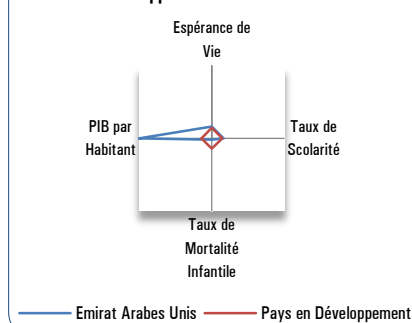 Espérance de
Vie
PIB par
Habitant
Taux de
Scolarité
Taux de
Mortalité
Infantile
Emirat Arabes Unis
Pays en Développement